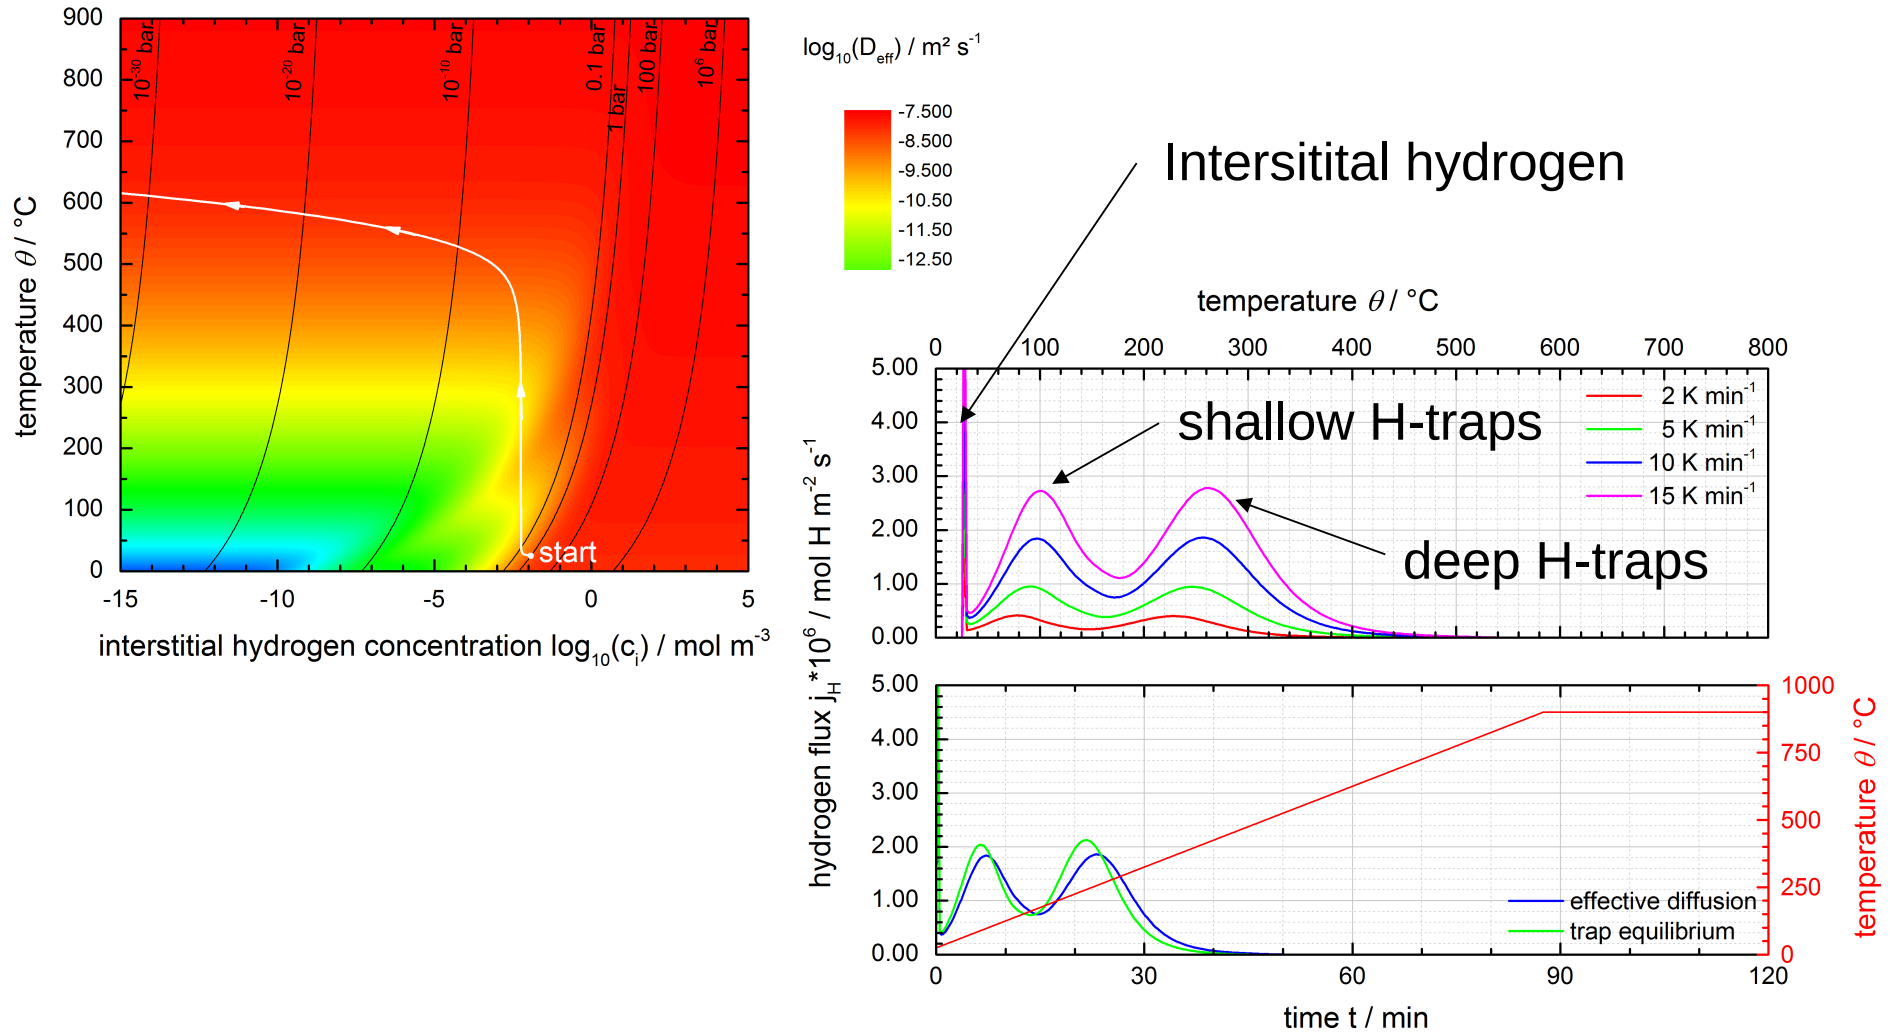 900
800
700
600
500
400
300
200
100
0
temperature θ / °C
10⁻³⁰ bar
10⁻²⁰ bar
10⁻¹⁰ bar
0.1 bar
1 bar
100 bar
10⁶ bar
start
-15
-10
-5
0
5
interstitial hydrogen concentration log₁₀(cᵢ) / mol m⁻³
log₁₀(D_eff) / m² s⁻¹
-7.500
-8.500
-9.500
-10.50
-11.50
-12.50
Intersitital hydrogen
temperature θ / °C
0 100 200 300 400 500 600 700 800
5.00
4.00
3.00
2.00
1.00
0.00
2 K min⁻¹
5 K min⁻¹
10 K min⁻¹
15 K min⁻¹
shallow H-traps
deep H-traps
hydrogen flux j_H*10⁶ / mol H m⁻² s⁻¹
5.00
4.00
3.00
2.00
1.00
0.00
1000
750
500
250
0
temperature θ / °C
effective diffusion
trap equilibrium
0 30 60 90 120
time t / min